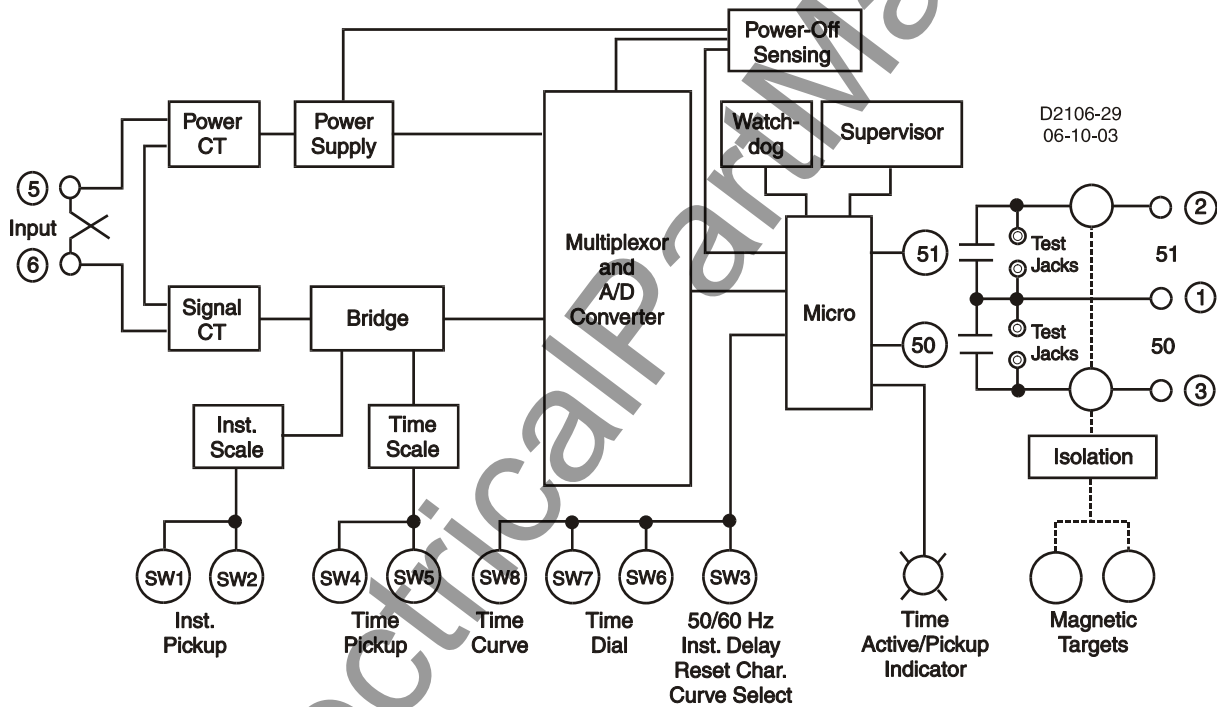 Power-Off
Sensing
Power
CT
Power
Supply
Watch-
dog
Supervisor
D2106-29
06-10-03
5
Input
6
Signal
CT
Bridge
Multiplexor
and
A/D
Converter
Micro
51
50
Test
Jacks
Test
Jacks
2
51
1
50
3
Inst.
Scale
Time
Scale
Isolation
SW1
SW2
SW4
SW5
SW8
SW7
SW6
SW3
Inst.
Pickup
Time
Pickup
Time
Curve
Time
Dial
50/60 Hz
Inst. Delay
Reset Char.
Curve Select
Time
Active/Pickup
Indicator
Magnetic
Targets
ectricalPartMa